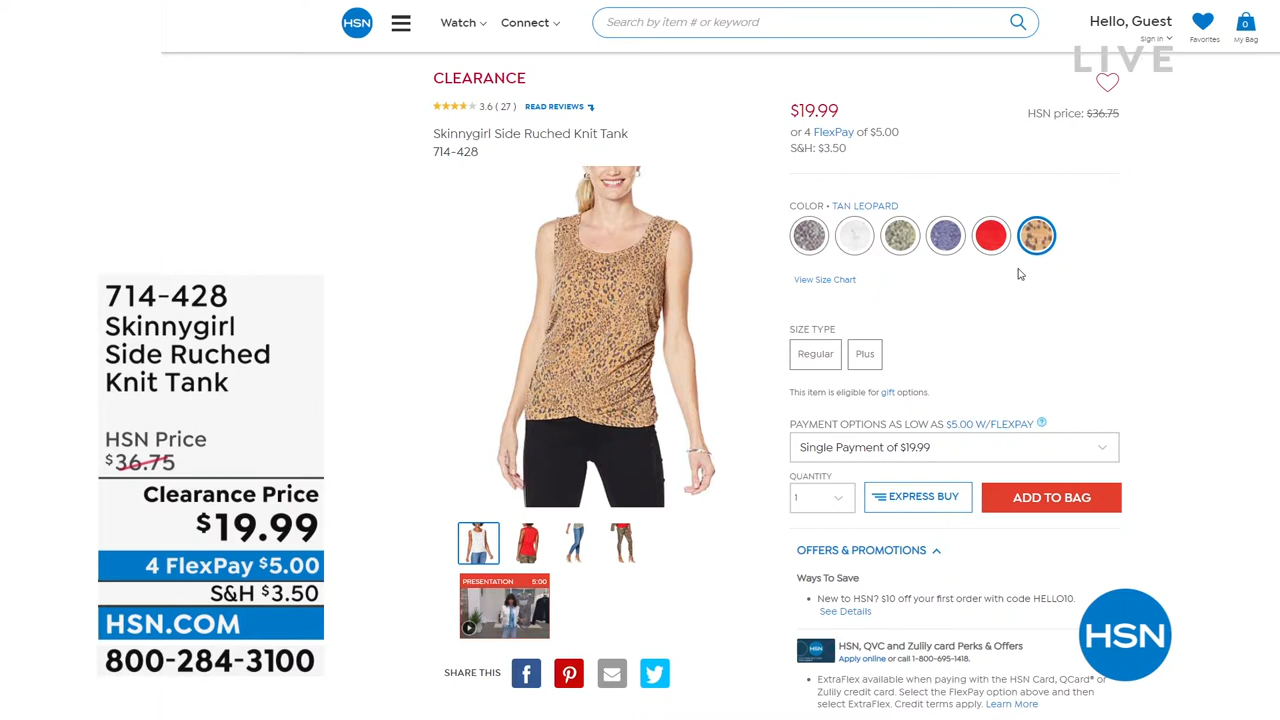 HSN
Watch
Connect
Search by item # or keyword
Hello, Guest
Sign In
Favorites
0
My Bag
LIVE
CLEARANCE
3.6 ( 27 ) READ REVIEWS
Skinnygirl Side Ruched Knit Tank
714-428
$19.99
HSN price: $36.75
or 4 FlexPay of $5.00
S&H: $3.50
COLOR • TAN LEOPARD
View Size Chart
SIZE TYPE
Regular
Plus
This item is eligible for gift options.
PAYMENT OPTIONS AS LOW AS $5.00 W/FLEXPAY ?
Single Payment of $19.99
QUANTITY
1
EXPRESS BUY
ADD TO BAG
OFFERS & PROMOTIONS
Ways To Save
• New to HSN? $10 off your first order with code HELLO10.
See Details
HSN, QVC and Zulily card Perks & Offers
Apply online or call 1-800-695-1418.
• ExtraFlex available when paying with the HSN Card, QCard® or
Zulily credit card. Select the FlexPay option above and then
select ExtraFlex. Credit terms apply. Learn More
PRESENTATION 5:00
SHARE THIS
714-428
Skinnygirl
Side Ruched
Knit Tank
HSN Price
$36.75
Clearance Price
$19.99
4 FlexPay $5.00
S&H $3.50
HSN.COM
800-284-3100
HSN